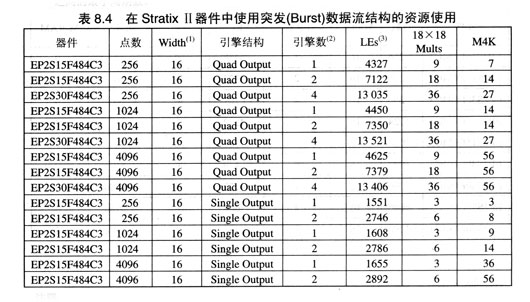 表 8.4 在 Stratix Ⅱ器件中使用突发(Burst)数据流结构的资源使用
器件 点数 Width(1) 引擎结构 引擎数(2) LEs(3) 18×18 Mults M4K
EP2S15F484C3 256 16 Quad Output 1 4327 9 7
EP2S15F484C3 256 16 Quad Output 2 7122 18 14
EP2S30F484C3 256 16 Quad Output 4 13 035 36 27
EP2S15F484C3 1024 16 Quad Output 1 4450 9 14
EP2S15F484C3 1024 16 Quad Output 2 7350 18 14
EP2S30F484C3 1024 16 Quad Output 4 13 521 36 27
EP2S15F484C3 4096 16 Quad Output 1 4625 9 56
EP2S15F484C3 4096 16 Quad Output 2 7379 18 56
EP2S30F484C3 4096 16 Quad Output 4 13 406 36 56
EP2S15F484C3 256 16 Single Output 1 1551 3 3
EP2S15F484C3 256 16 Single Output 2 2746 6 8
EP2S15F484C3 1024 16 Single Output 1 1608 3 9
EP2S15F484C3 1024 16 Single Output 2 2786 6 14
EP2S15F484C3 4096 16 Single Output 1 1655 3 36
EP2S15F484C3 4096 16 Single Output 2 2892 6 56